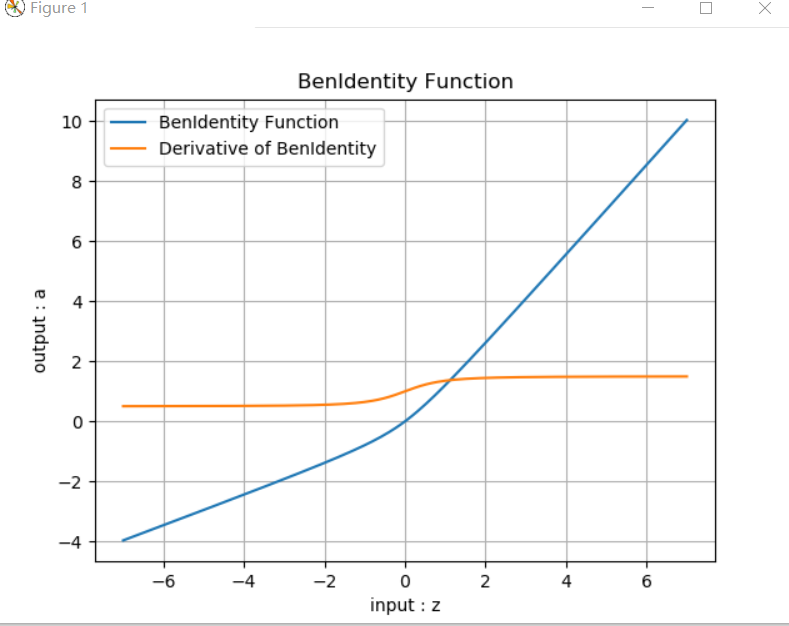 Figure 1
BenIdentity Function
BenIdentity Function
Derivative of BenIdentity
10
8
6
4
2
0
−2
−4
output : a
−6 −4 −2 0 2 4 6
input : z